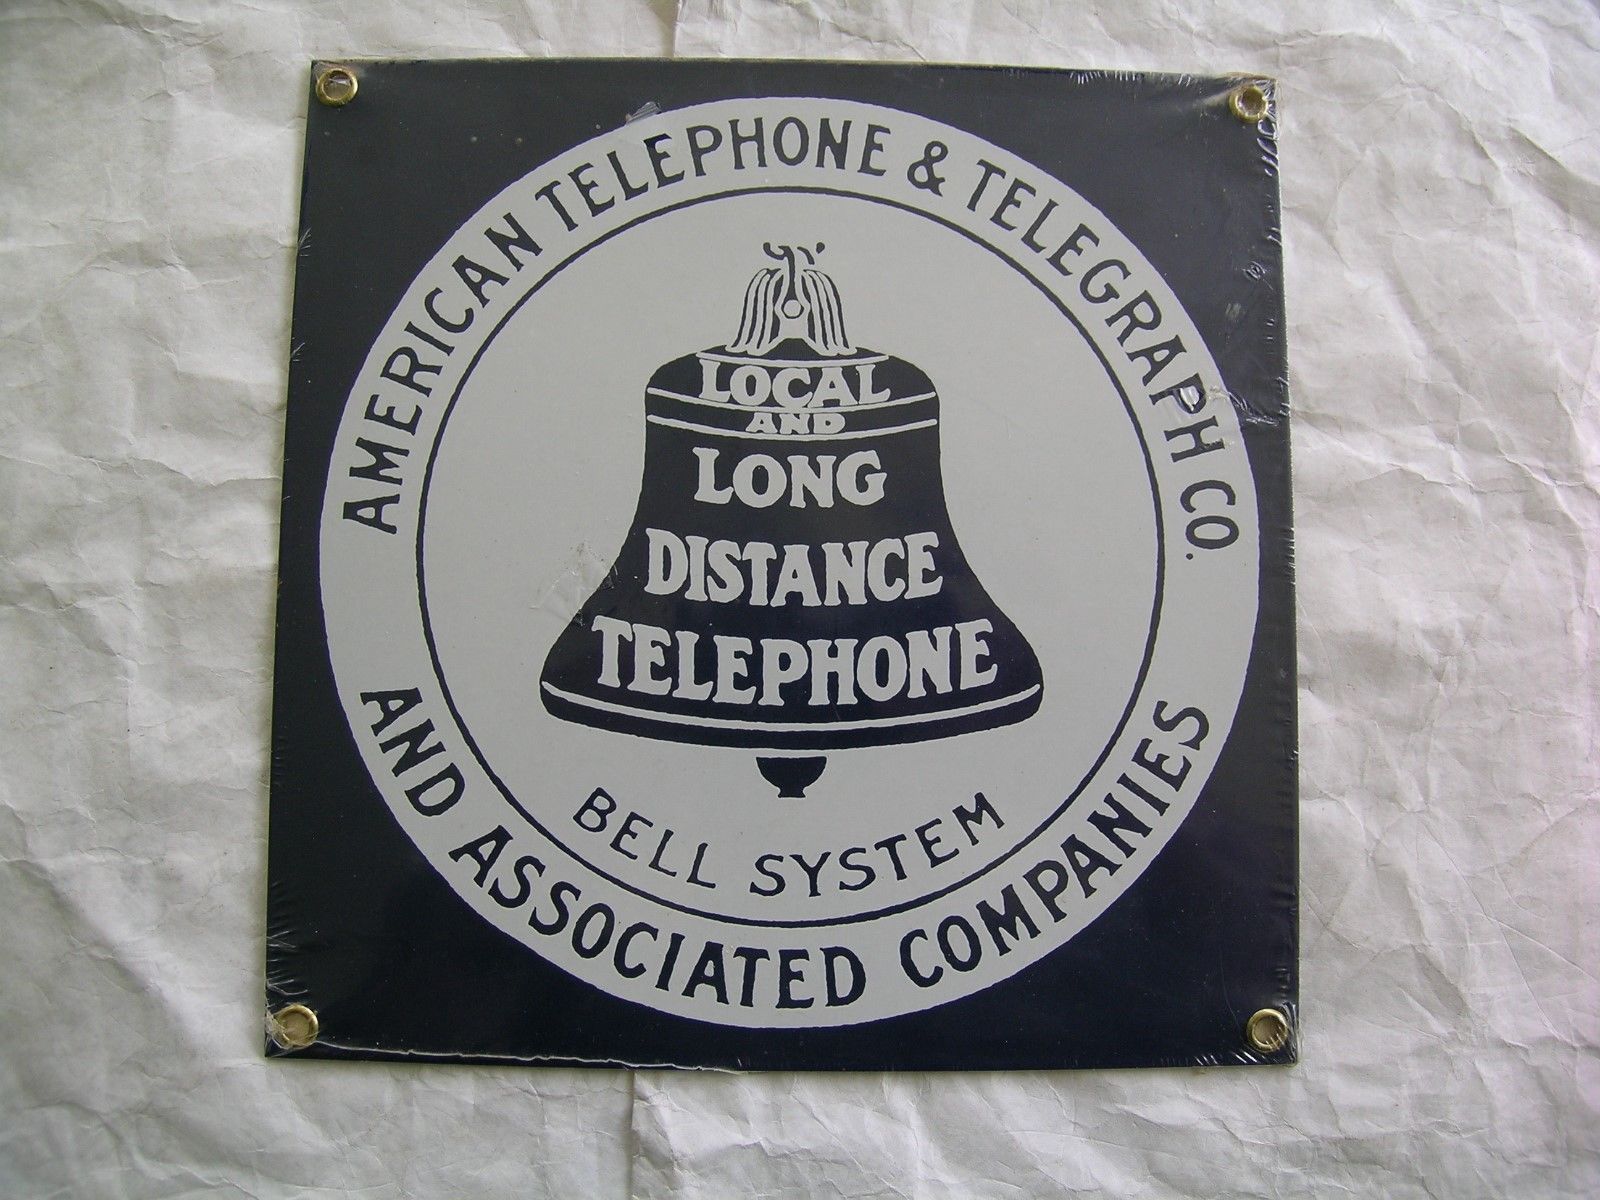 AMERICAN TELEPHONE & TELEGRAPH CO.
LOCAL
AND
LONG
DISTANCE
TELEPHONE
BELL SYSTEM
AND ASSOCIATED COMPANIES